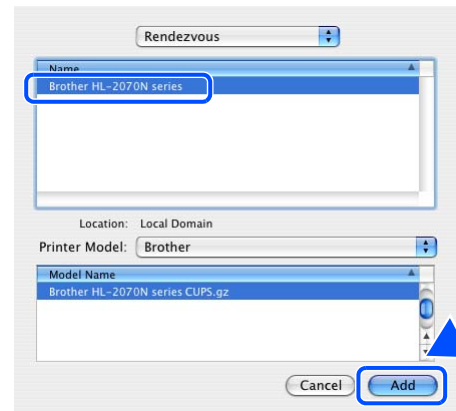 Rendezvous
Name
Brother HL-2070N series
Location: Local Domain
Printer Model: Brother
Model Name
Brother HL-2070N series CUPS.gz
Cancel Add